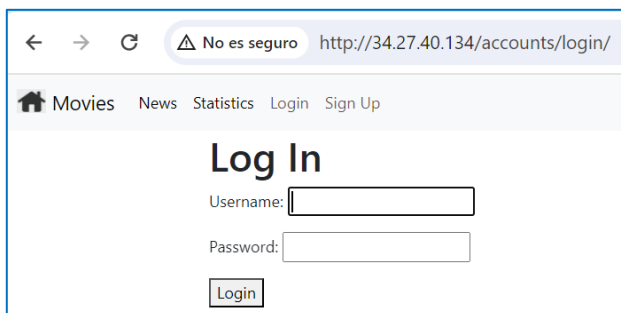 No es seguro http://34.27.40.134/accounts/login/
Movies News Statistics Login Sign Up
Log In
Username:
Password:
Login